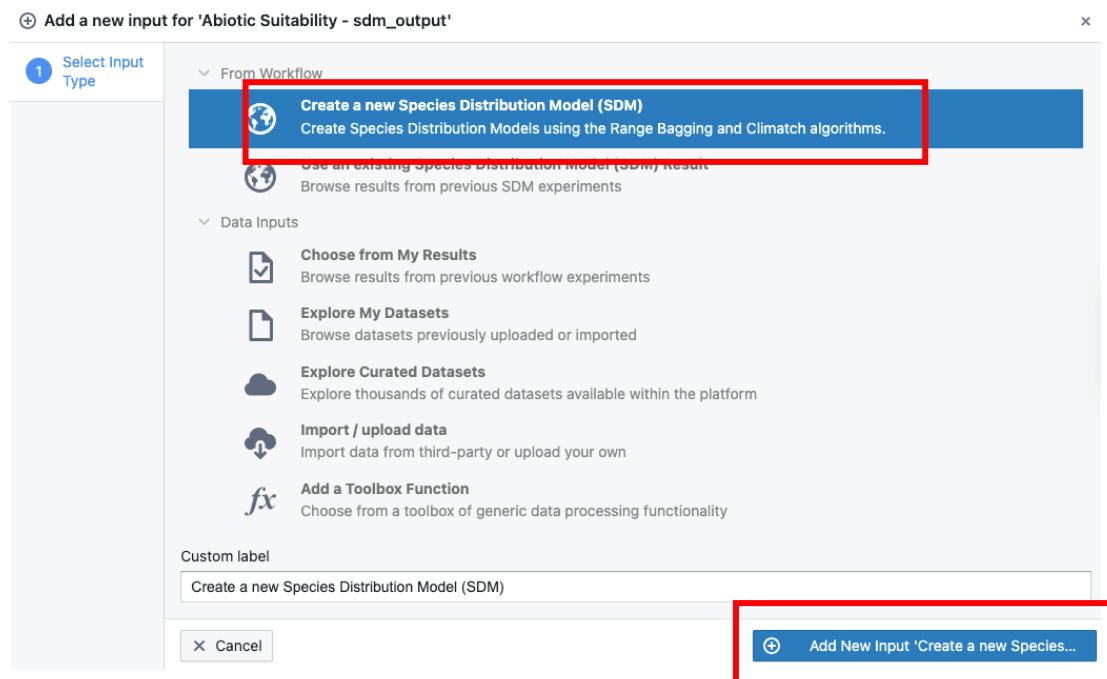 Add a new input for 'Abiotic Suitability - sdm_output'
1
Select Input
Type
From Workflow
Create a new Species Distribution Model (SDM)
Create Species Distribution Models using the Range Bagging and Climatch algorithms.
Use an existing Species Distribution Model (SDM) Result
Browse results from previous SDM experiments
Data Inputs
Choose from My Results
Browse results from previous workflow experiments
Explore My Datasets
Browse datasets previously uploaded or imported
Explore Curated Datasets
Explore thousands of curated datasets available within the platform
Import / upload data
Import data from third-party or upload your own
fx
Add a Toolbox Function
Choose from a toolbox of generic data processing functionality
Custom label
Create a new Species Distribution Model (SDM)
Cancel
Add New Input 'Create a new Species...